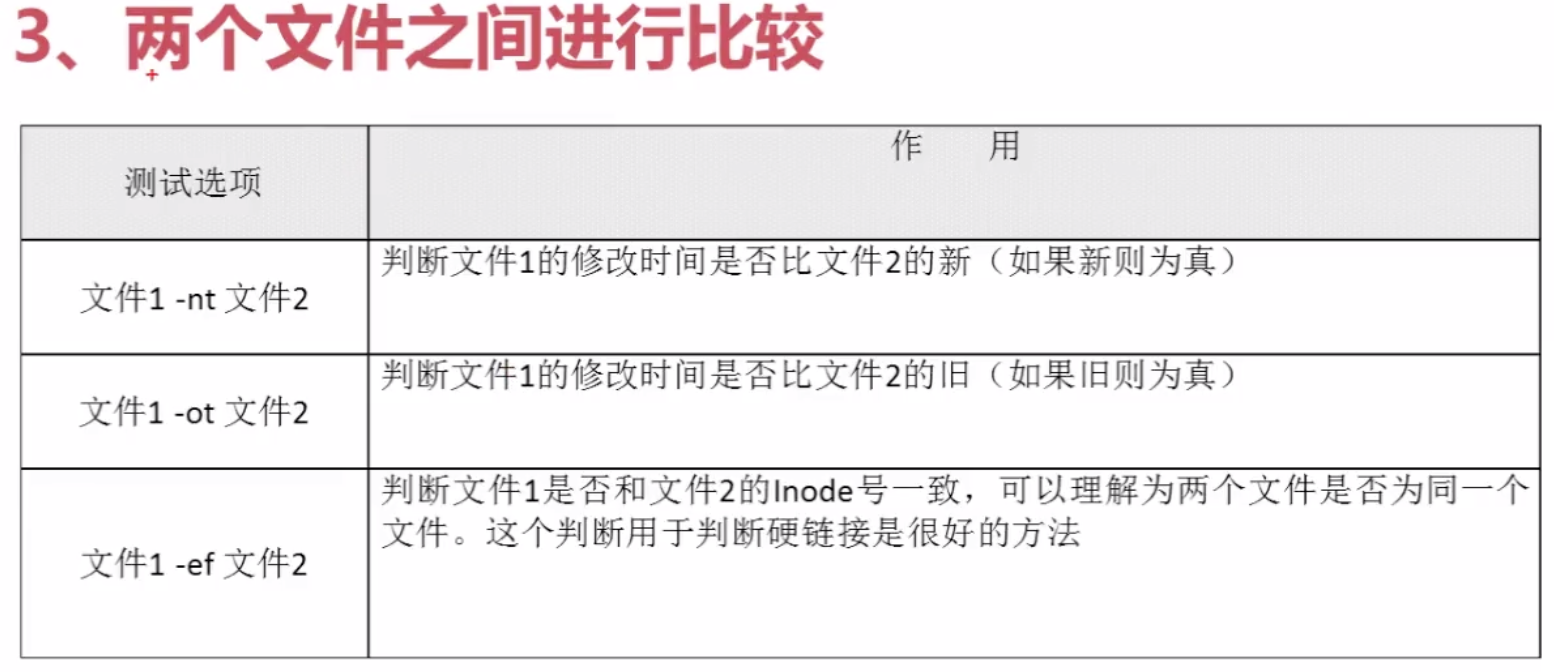 3、两个文件之间进行比较
测试选项
作 用
文件1 -nt 文件2
判断文件1的修改时间是否比文件2的新（如果新则为真）
文件1 -ot 文件2
判断文件1的修改时间是否比文件2的旧（如果旧则为真）
文件1 -ef 文件2
判断文件1是否和文件2的Inode号一致，可以理解为两个文件是否为同一个
文件。这个判断用于判断硬链接是很好的方法